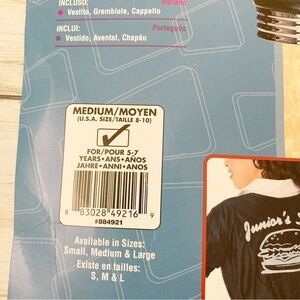 INCLUSO:
Italiano
Vestito, Grembiule, Cappello
INCLUI:
Português
Vestido, Avental, Chapéu
MEDIUM/MOYEN
(U.S.A. SIZE/TAILLE 8-10)
FOR/POUR 5-7
YEARS•ANS•AÑOS
JAHRE•ANNI•ANOS
8 83028 49216 9
#884921
Available in Sizes:
Small, Medium & Large
Existe en tailles:
S, M & L
Junior's